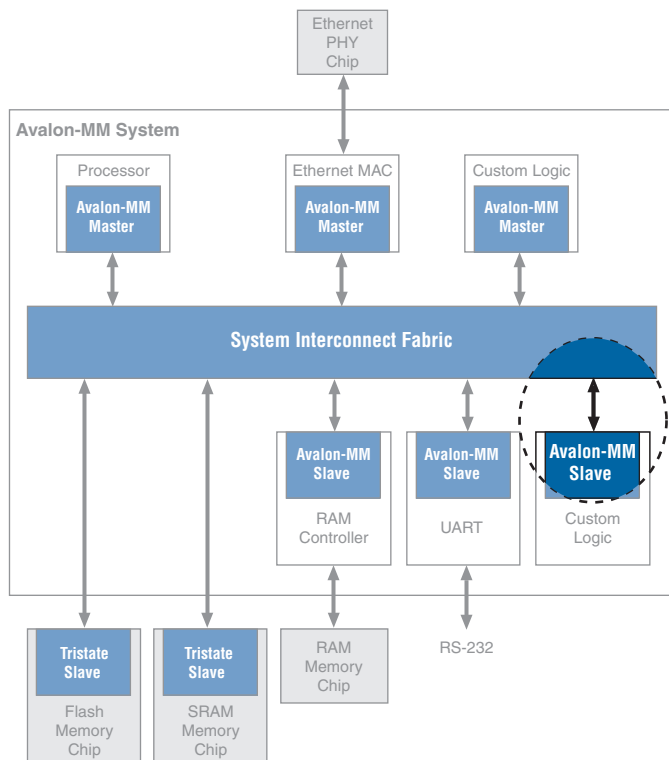 Ethernet
PHY
Chip
Avalon-MM System
Processor
Avalon-MM
Master
Ethernet MAC
Avalon-MM
Master
Custom Logic
Avalon-MM
Master
System Interconnect Fabric
Avalon-MM
Slave
RAM
Controller
Avalon-MM
Slave
UART
Avalon-MM
Slave
Custom
Logic
Tristate
Slave
Flash
Memory
Chip
Tristate
Slave
SRAM
Memory
Chip
RAM
Memory
Chip
RS-232